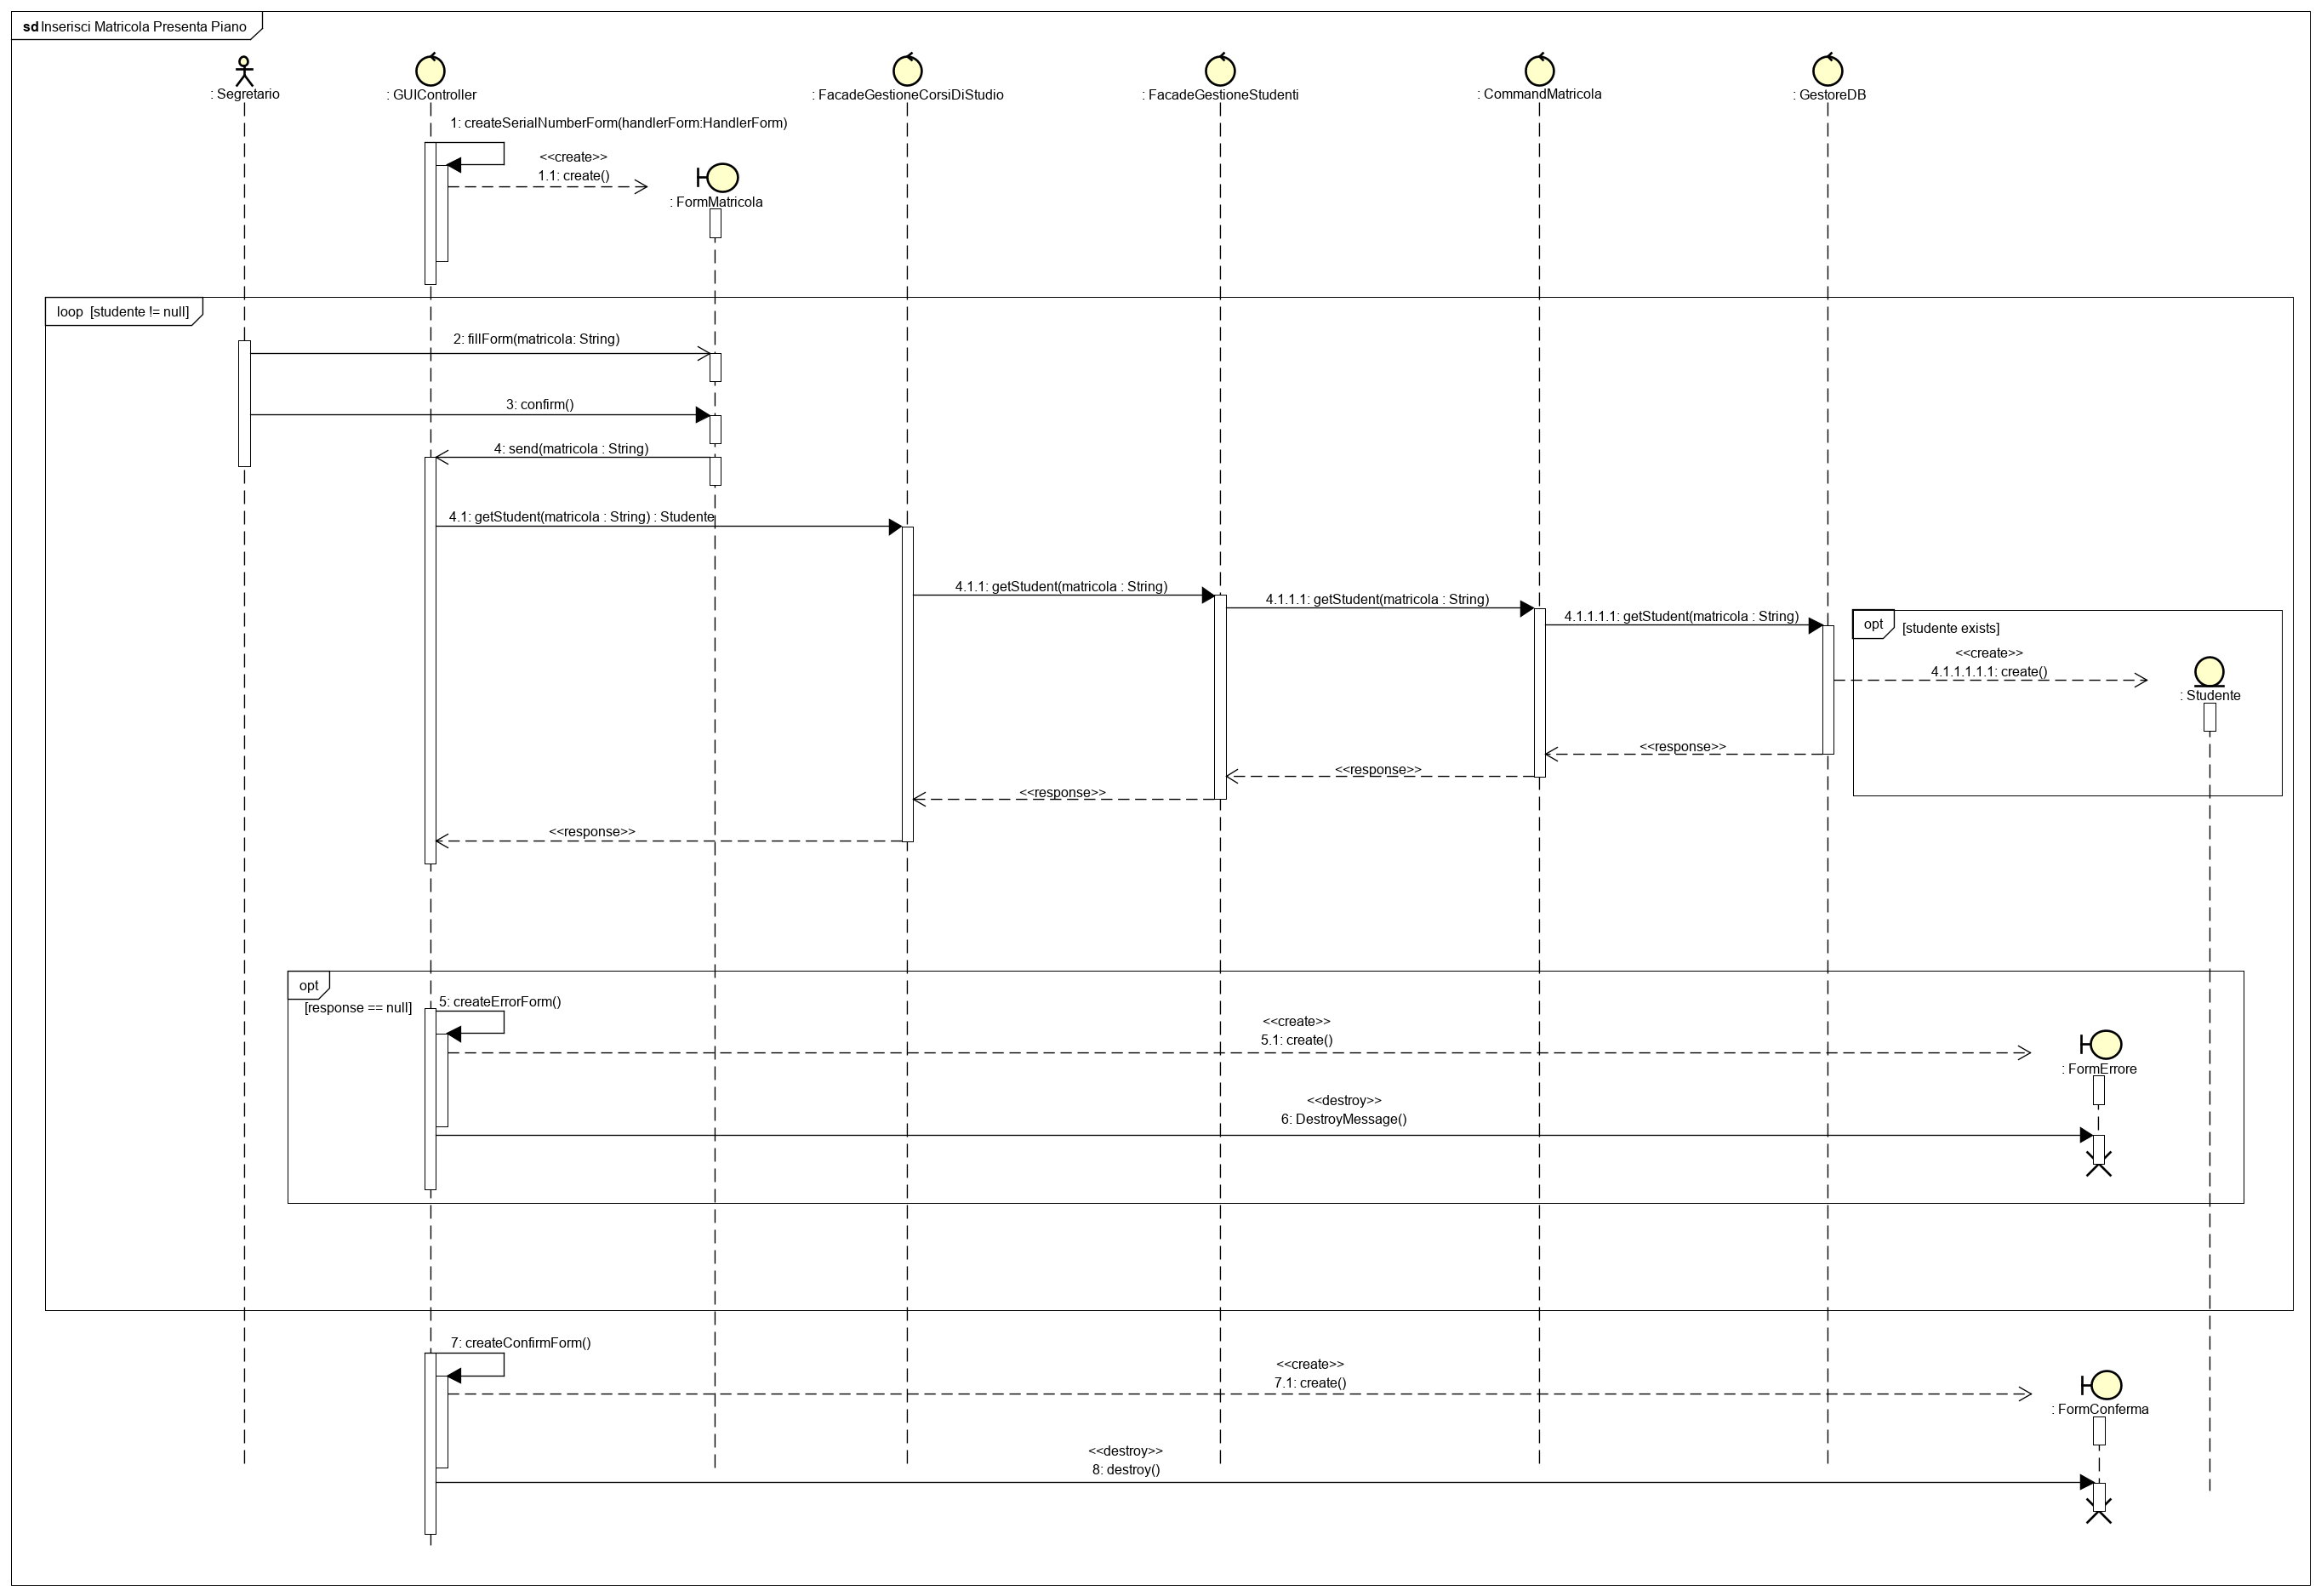 sd Inserisci Matricola Presenta Piano
: Segretario
: GUIController
: FacadeGestioneCorsiDiStudio
: FacadeGestioneStudenti
: CommandMatricola
: GestoreDB
1: createSerialNumberForm(handlerForm:HandlerForm)
<<create>>
1.1: create()
: FormMatricola
loop [studente != null]
2: fillForm(matricola: String)
3: confirm()
4: send(matricola : String)
4.1: getStudent(matricola : String) : Studente
4.1.1: getStudent(matricola : String)
4.1.1.1: getStudent(matricola : String)
4.1.1.1.1: getStudent(matricola : String)
opt
[studente exists]
<<create>>
4.1.1.1.1.1: create()
: Studente
<<response>>
<<response>>
<<response>>
<<response>>
opt
[response == null]
5: createErrorForm()
<<create>>
5.1: create()
: FormErrore
<<destroy>>
6: DestroyMessage()
7: createConfirmForm()
<<create>>
7.1: create()
: FormConferma
<<destroy>>
8: destroy()